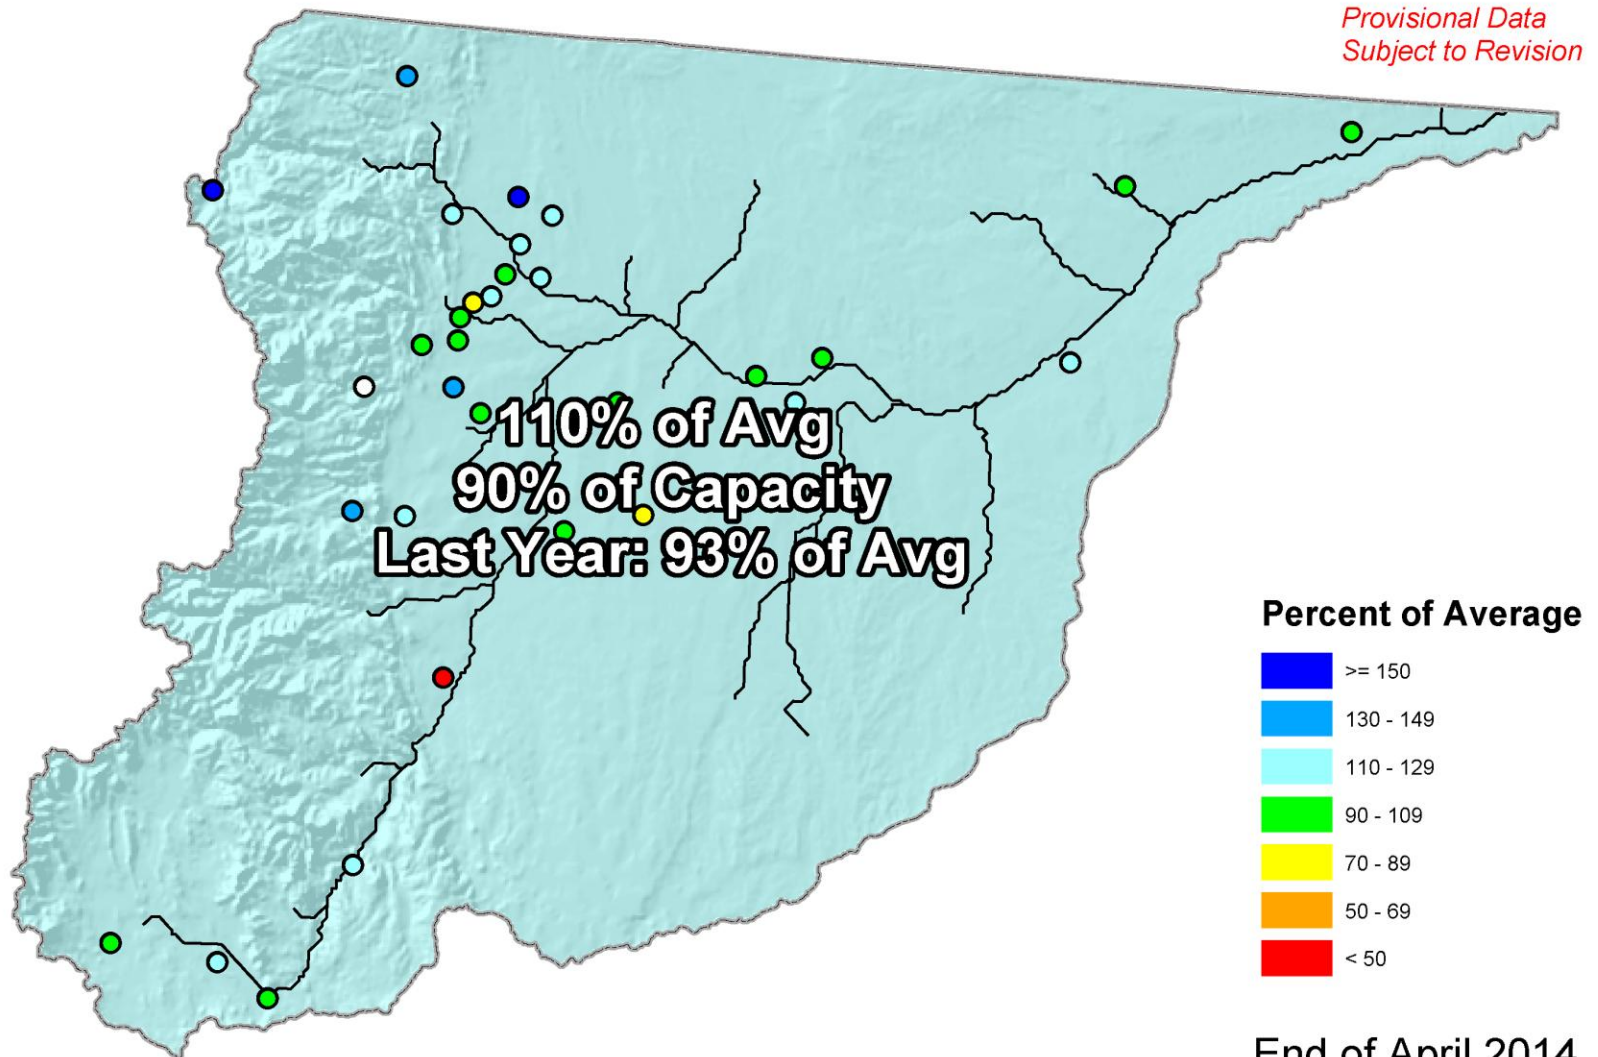 Provisional Data
Subject to Revision
110% of Avg
90% of Capacity
Last Year: 93% of Avg
Percent of Average
>= 150
130 - 149
110 - 129
90 - 109
70 - 89
50 - 69
< 50
End of April 2014